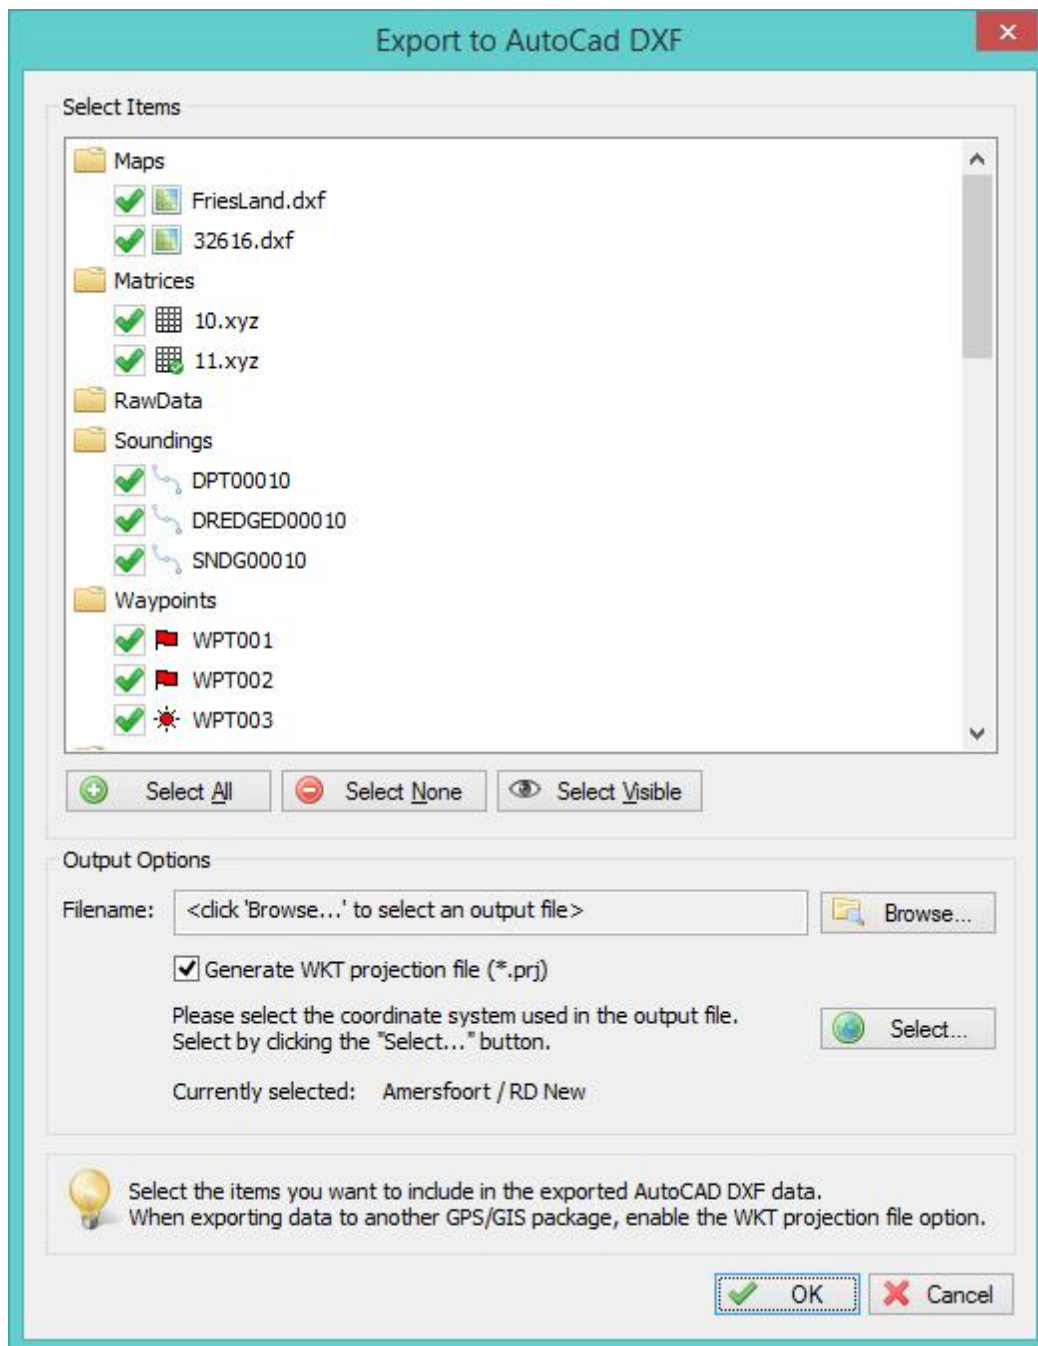 Export to AutoCad DXF
Select Items
Maps
FriesLand.dxf
32616.dxf
Matrices
10.xyz
11.xyz
RawData
Soundings
DPT00010
DREDGED00010
SNDG00010
Waypoints
WPT001
WPT002
WPT003
Select All Select None Select Visible
Output Options
Filename: <click 'Browse...' to select an output file> Browse...
Generate WKT projection file (*.prj)
Please select the coordinate system used in the output file.
Select by clicking the "Select..." button.
Select...
Currently selected: Amersfoort / RD New
Select the items you want to include in the exported AutoCAD DXF data.
When exporting data to another GPS/GIS package, enable the WKT projection file option.
OK Cancel